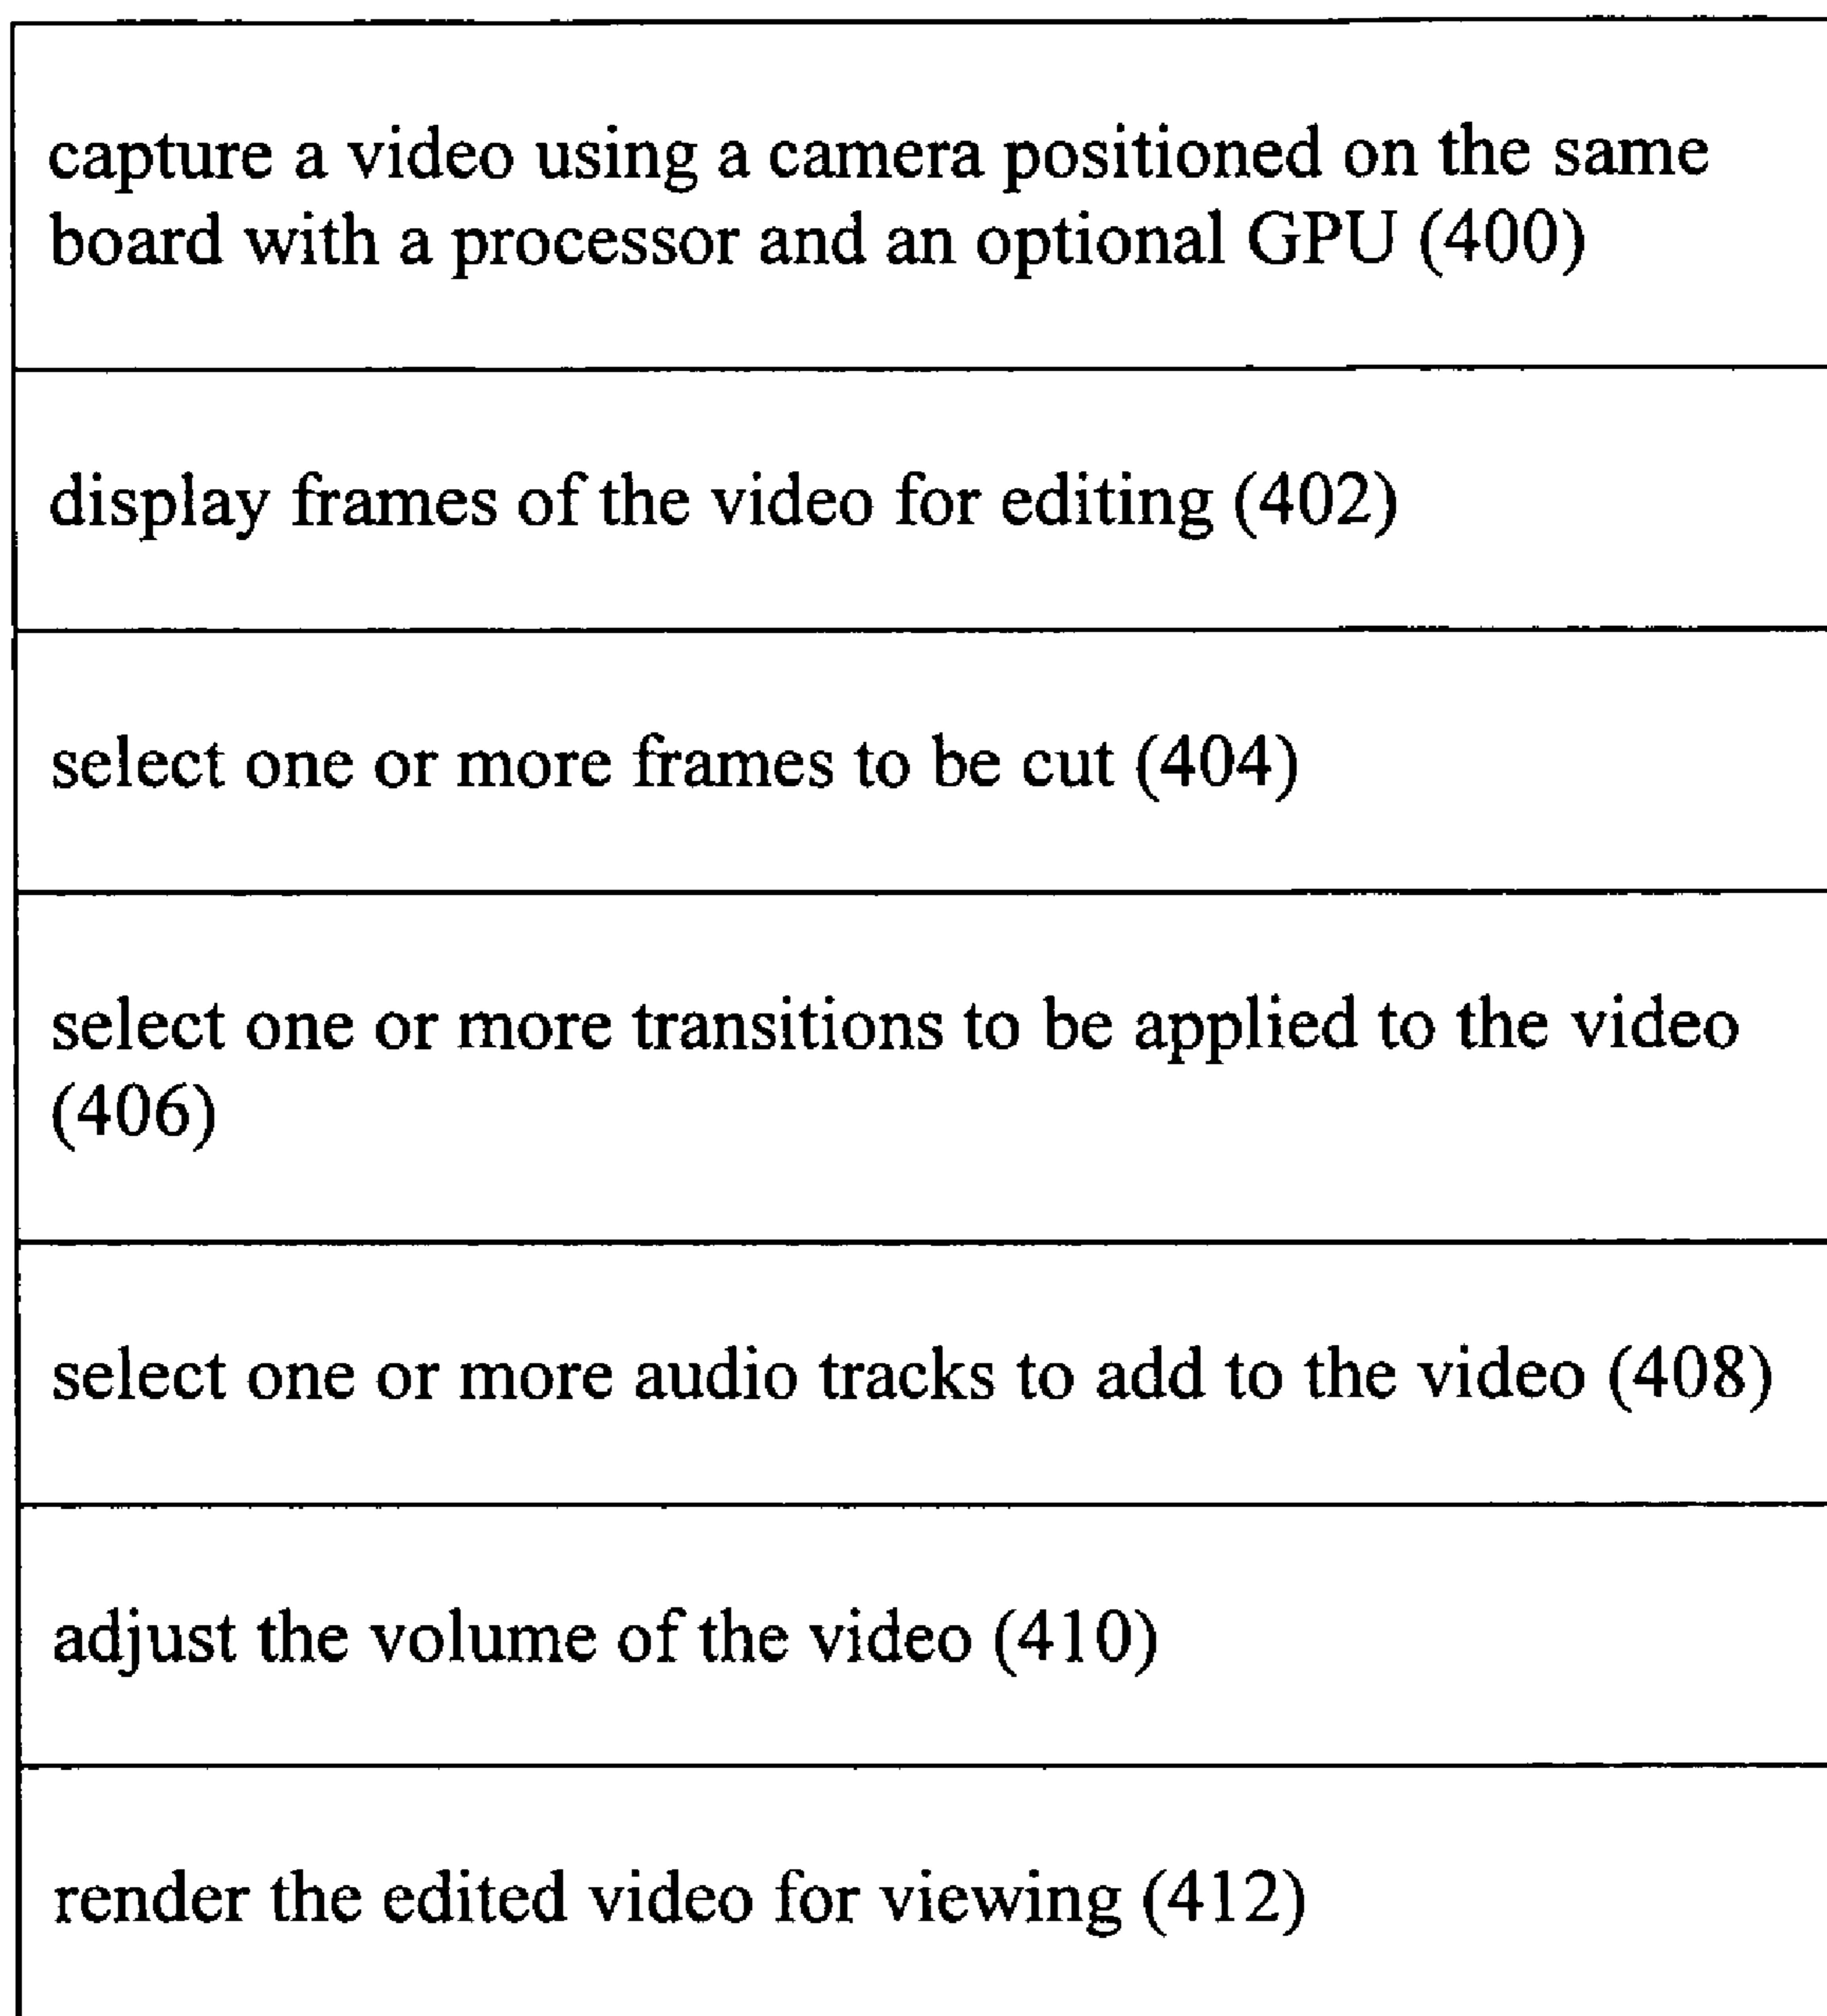 capture a video using a camera positioned on the same
board with a processor and an optional GPU (400)
display frames of the video for editing (402)
select one or more frames to be cut (404)
select one or more transitions to be applied to the video
(406)
select one or more audio tracks to add to the video (408)
adjust the volume of the video (410)
render the edited video for viewing (412)